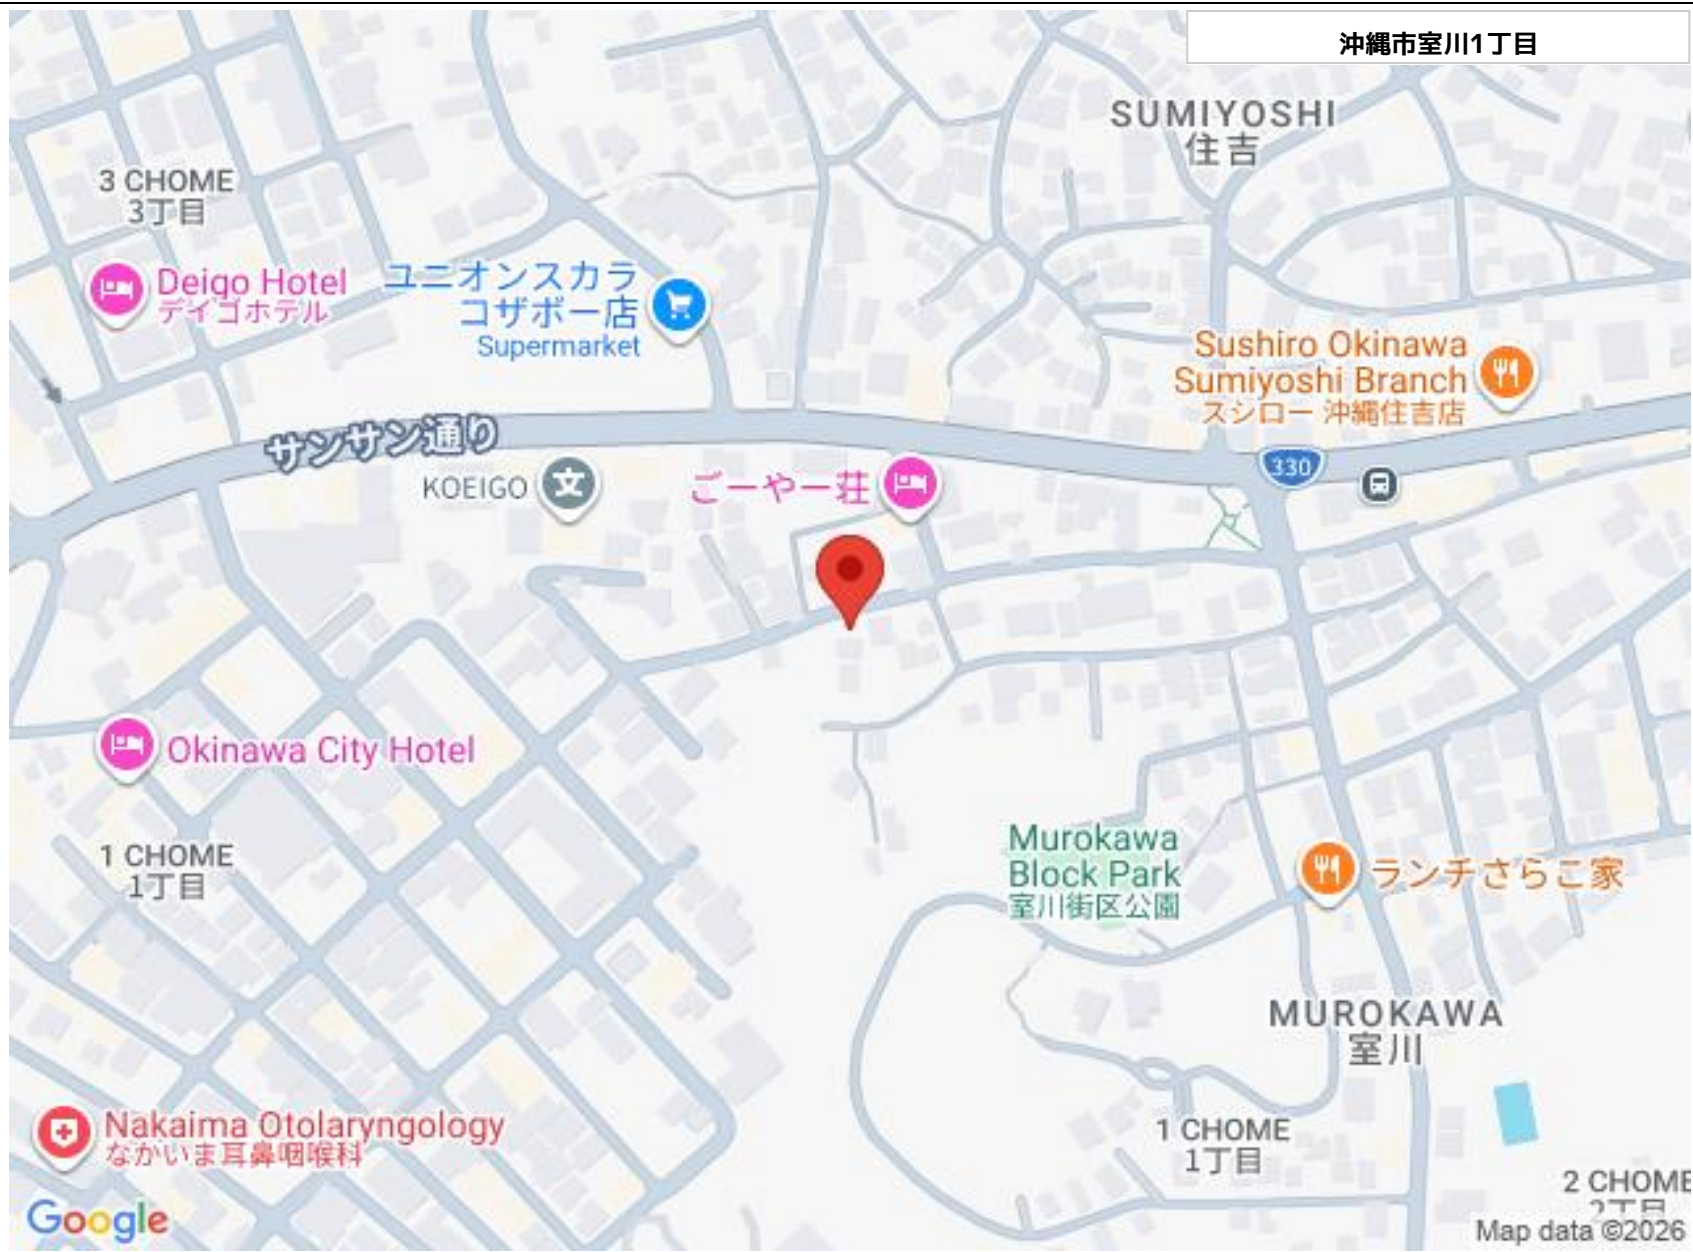 沖縄市室川1丁目
SUMIYOSHI
住吉
3 CHOME
3丁目
Deigo Hotel
デイゴホテル
ユニオンスカラ
コザボー店
Supermarket
Sushiro Okinawa
Sumiyoshi Branch
スシロー 沖縄住吉店
サンサン通り
330
KOEIGO
文
ごーやー荘
Okinawa City Hotel
1 CHOME
1丁目
Murokawa
Block Park
室川街区公園
ランチさらこ家
MUROKAWA
室川
Nakaima Otolaryngology
なかいま耳鼻咽喉科
1 CHOME
1丁目
2 CHOME
2丁目
Google
Map data ©2026